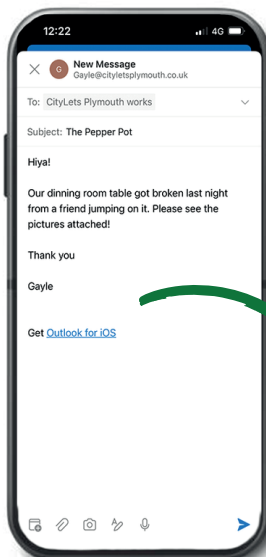 12:22
4G
G
New Message
Gayle@cityletsplymouth.co.uk
To: CityLets Plymouth works
Subject: The Pepper Pot
Hiya!
Our dinning room table got broken last night
from a friend jumping on it. Please see the
pictures attached!
Thank you
Gayle
Get Outlook for iOS